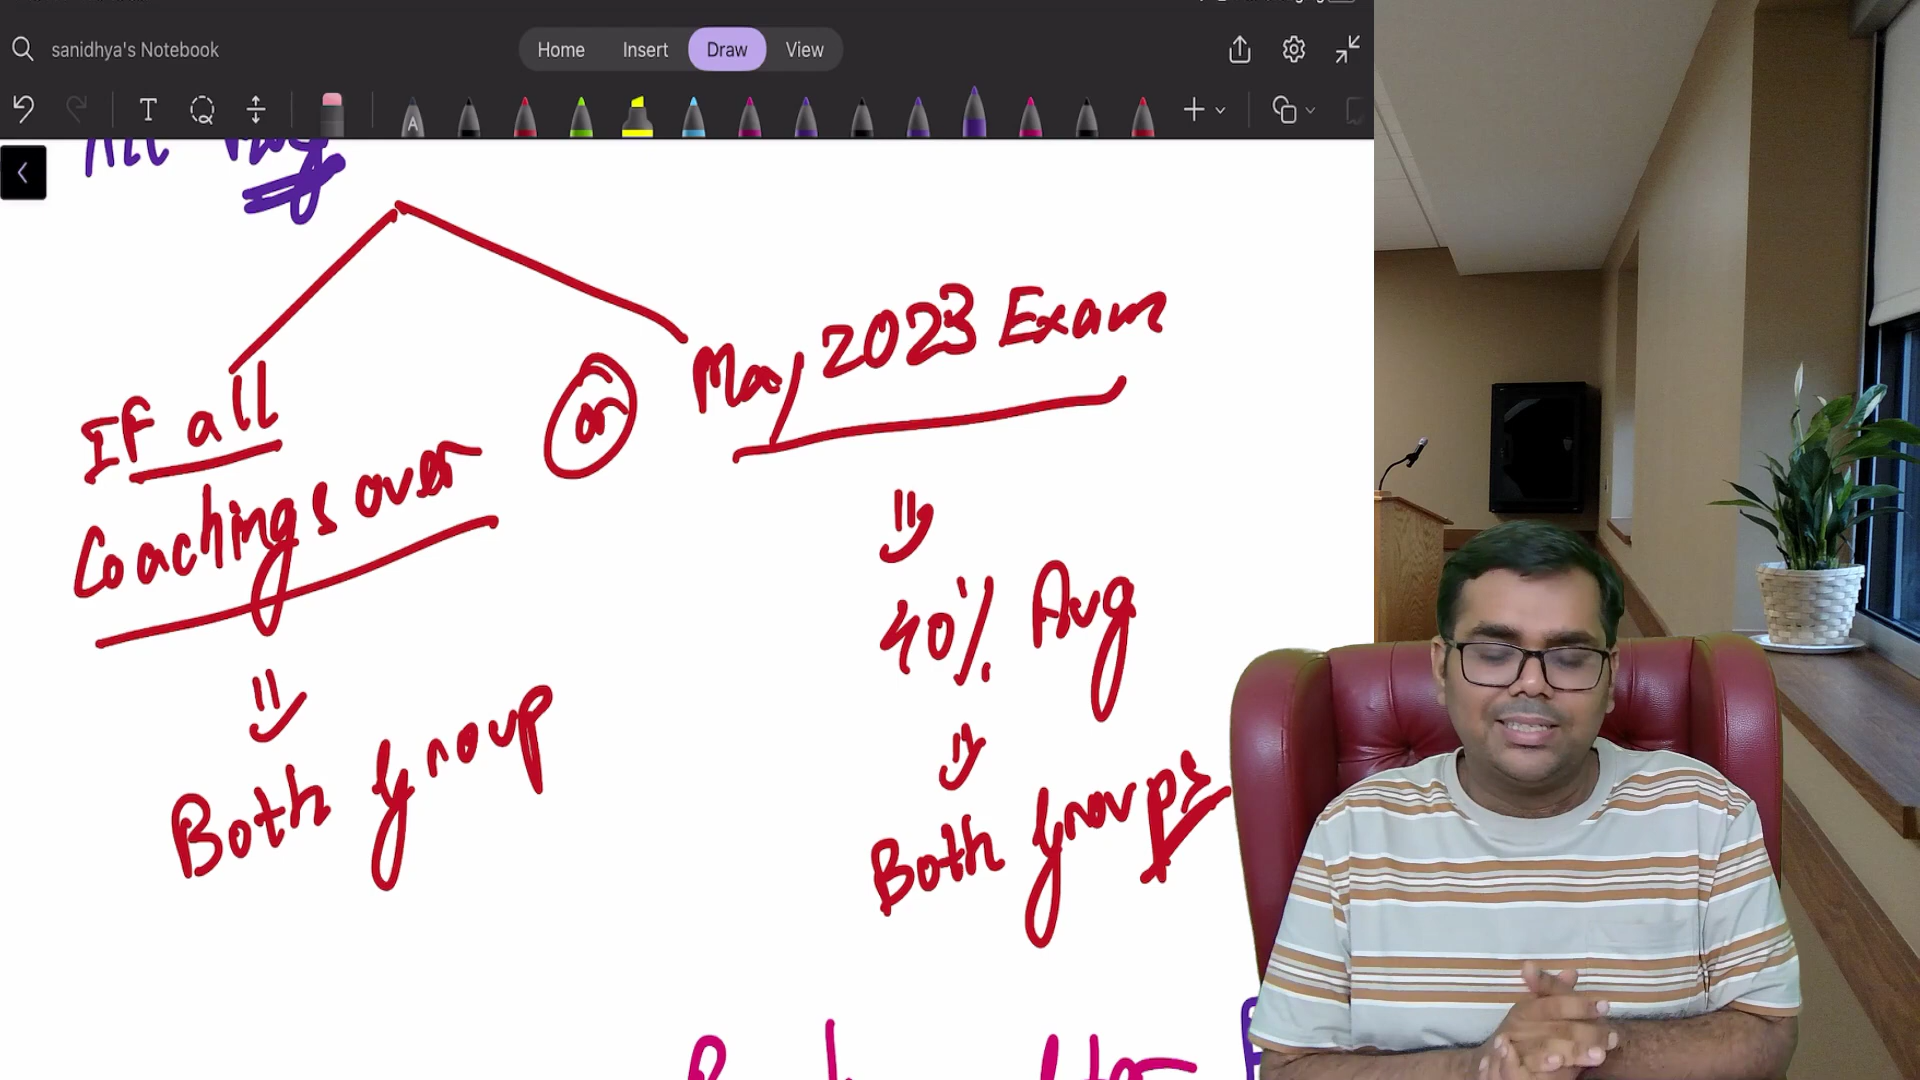 sanidhya's Notebook
Home Insert Draw View
T
A
If all
Coachings over
or
May 2023 Exam
40% Avg
Both Group
Both Groups